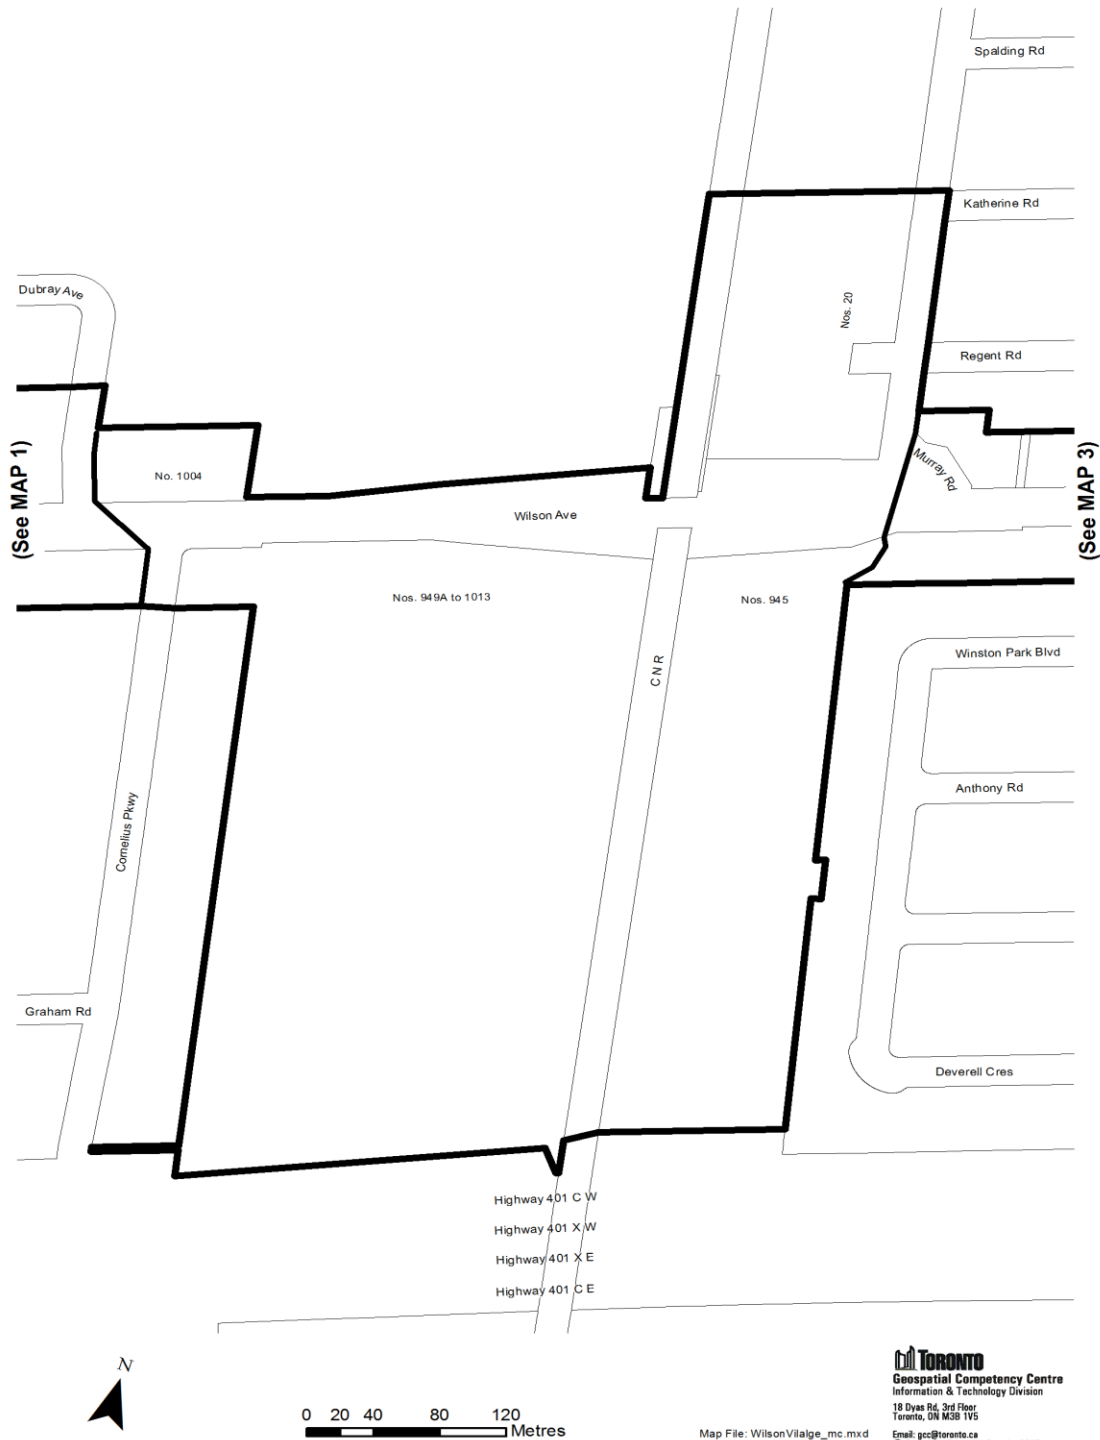 Spalding Rd
Katherine Rd
Dubray Ave
Nos. 20
Regent Rd
(See MAP 1)
No. 1004
Murray Rd
(See MAP 3)
Wilson Ave
Nos. 949A to 1013
Nos. 945
C N R
Winston Park Blvd
Anthony Rd
Cornelius Pkwy
Graham Rd
Deverell Cres
Highway 401 C W
Highway 401 X W
Highway 401 X E
Highway 401 C E
N
0 20 40 80 120
Metres
TORONTO
Geospatial Competency Centre
Information & Technology Division
18 Dyas Rd, 3rd Floor
Toronto, ON M3B 1V5
Map File: WilsonVilalge_mc.mxd
Email: gcc@toronto.ca